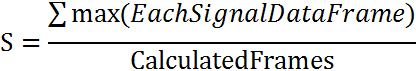 S = ∑ max(EachSignalDataFrame) / CalculatedFrames